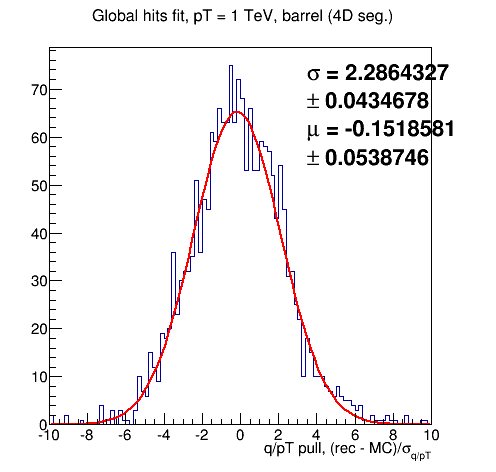 Global hits fit, pT = 1 TeV, barrel (4D seg.)
σ = 2.2864327
± 0.0434678
μ = -0.1518581
± 0.0538746
70
60
50
40
30
20
10
0
-10 -8 -6 -4 -2 0 2 4 6 8 10
q/pT pull, (rec - MC)/σq/pT